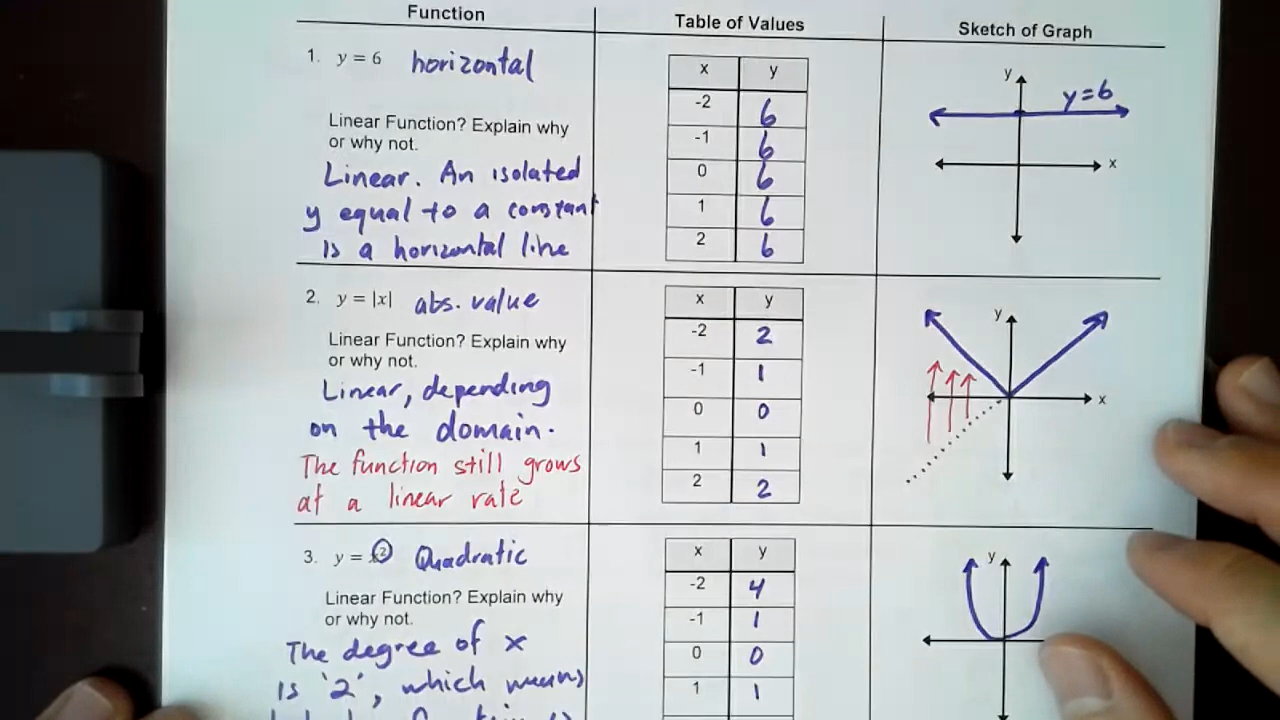 Function
Table of Values
Sketch of Graph
1. y = 6 horizontal
Linear Function? Explain why
or why not.
Linear. An isolated
y equal to a constant
is a horizontal line
x y
-2 6
-1 6
0 6
1 6
2 6
y
y=6
x
2. y = |x| abs. value
Linear Function? Explain why
or why not.
Linear, depending
on the domain.
The function still grows
at a linear rate
x y
-2 2
-1 1
0 0
1 1
2 2
y
x
3. y = x² Quadratic
Linear Function? Explain why
or why not.
The degree of x
is '2', which means
x y
-2 4
-1 1
0 0
1 1
y